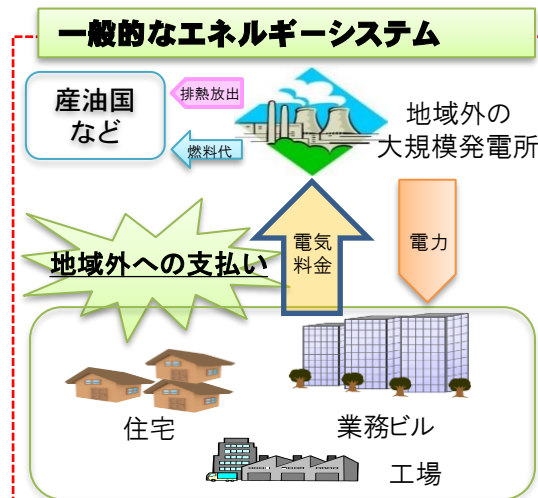 一般的なエネルギーシステム
産油国
など
排熱放出
燃料代
地域外の
大規模発電所
地域外への支払い
電気
料金
電力
住宅
業務ビル
工場